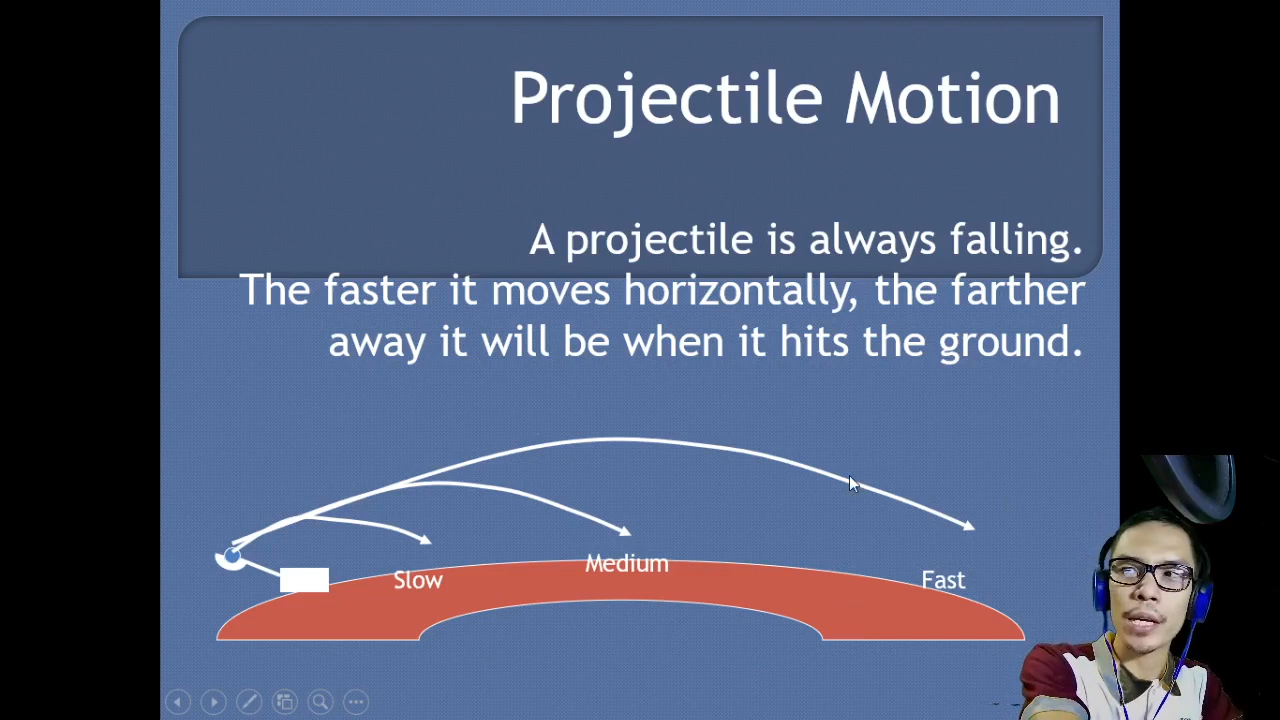 Projectile Motion
A projectile is always falling.
The faster it moves horizontally, the farther
away it will be when it hits the ground.
Slow
Medium
Fast